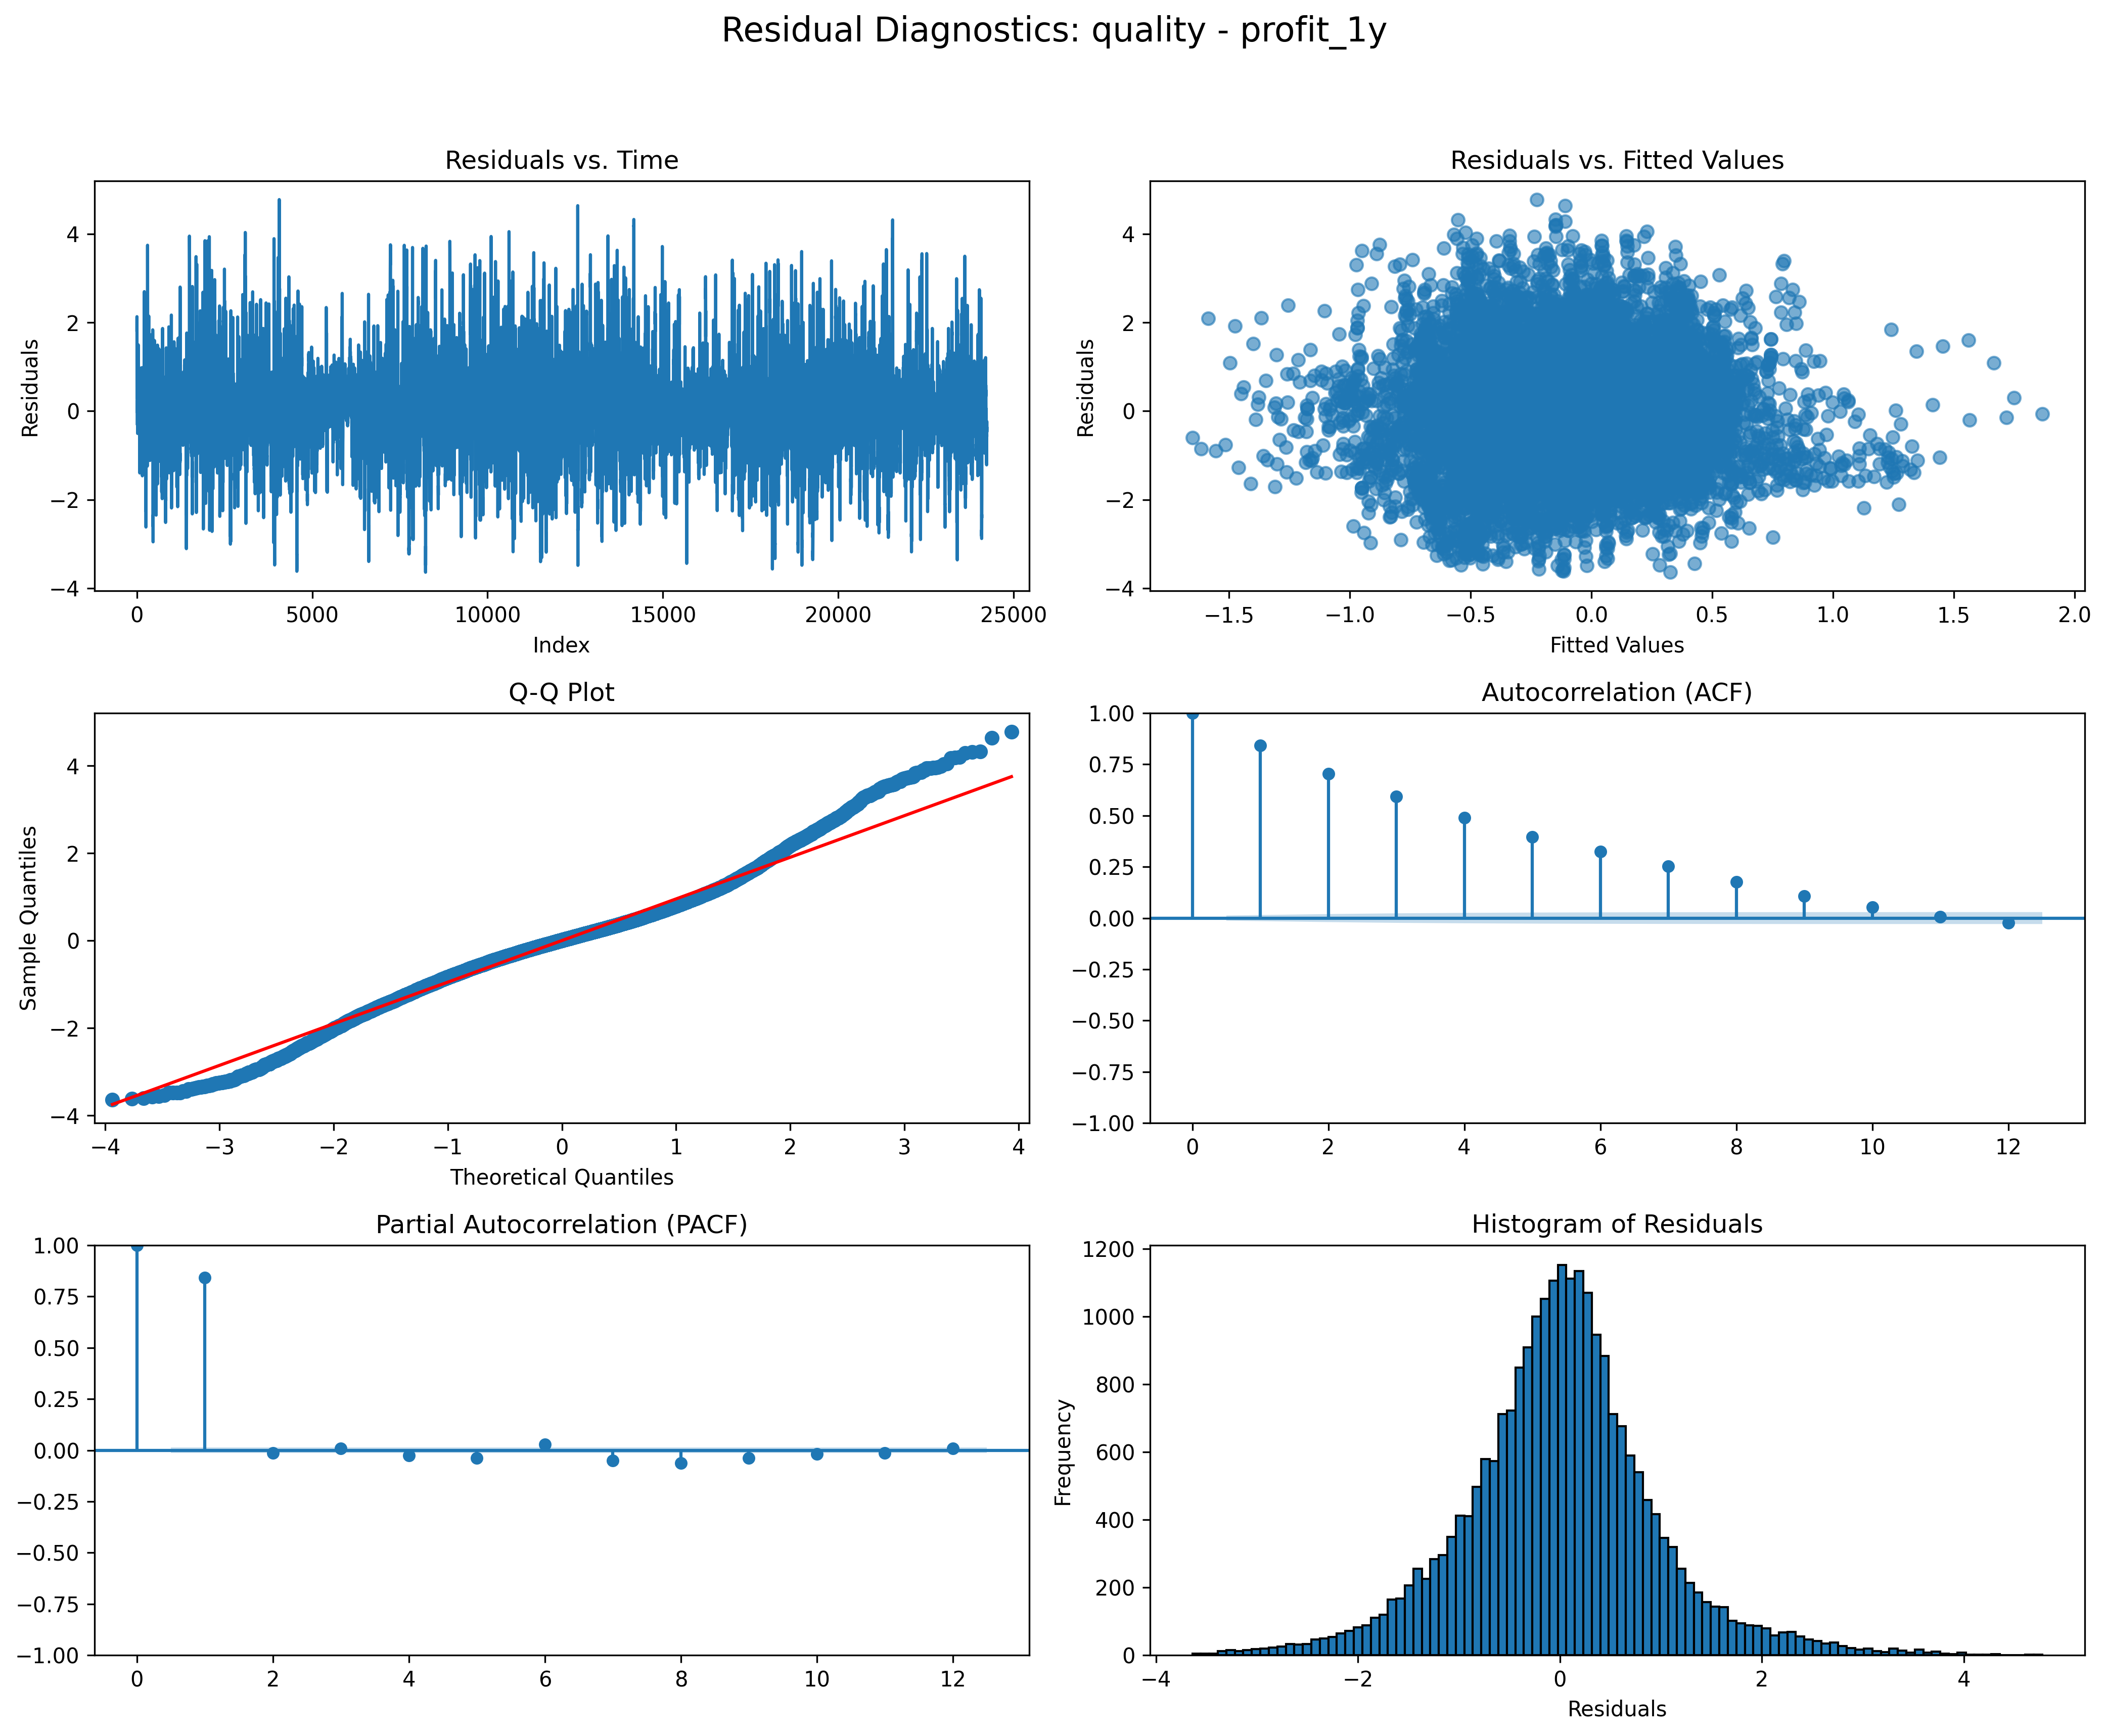 Residual Diagnostics: quality - profit_1y
Residuals vs. Time
Residuals
4
2
0
−2
−4
0 5000 10000 15000 20000 25000
Index
Residuals vs. Fitted Values
Residuals
4
2
0
−2
−4
−1.5 −1.0 −0.5 0.0 0.5 1.0 1.5 2.0
Fitted Values
Q-Q Plot
Sample Quantiles
4
2
0
−2
−4
−4 −3 −2 −1 0 1 2 3 4
Theoretical Quantiles
Autocorrelation (ACF)
1.00
0.75
0.50
0.25
0.00
−0.25
−0.50
−0.75
−1.00
0 2 4 6 8 10 12
Partial Autocorrelation (PACF)
1.00
0.75
0.50
0.25
0.00
−0.25
−0.50
−0.75
−1.00
0 2 4 6 8 10 12
Histogram of Residuals
Frequency
1200
1000
800
600
400
200
0
−4 −2 0 2 4
Residuals